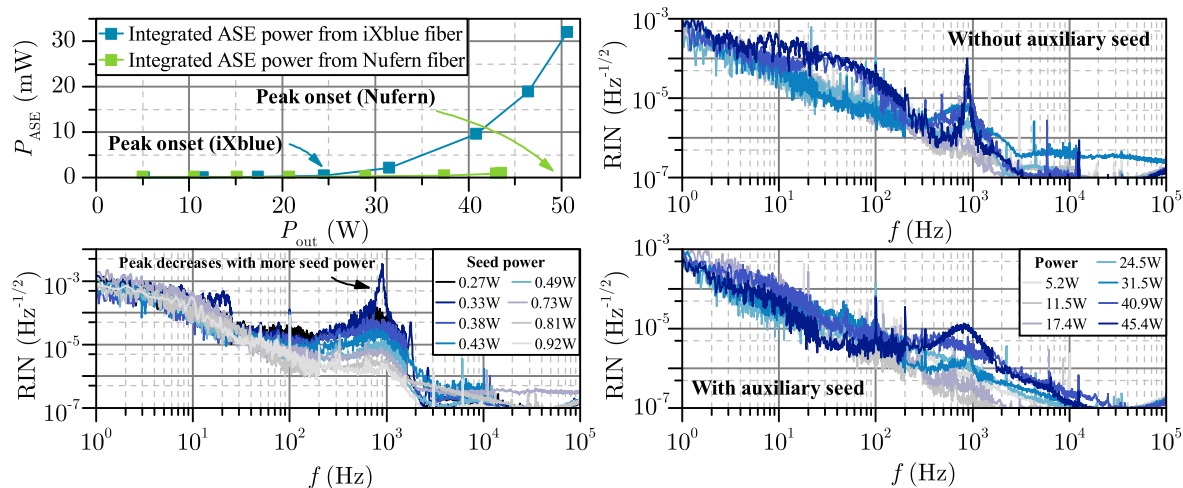 Integrated ASE power from iXblue fiber
Integrated ASE power from Nufern fiber
Peak onset (Nufern)
Peak onset (iXblue)
P_ASE (mW)
30
20
10
0
0 10 20 30 40 50
P_out (W)
Without auxiliary seed
RIN (Hz^-1/2)
10^-3
10^-5
10^-7
10^0 10^1 10^2 10^3 10^4 10^5
f (Hz)
Peak decreases with more seed power
Seed power
0.27W 0.49W
0.33W 0.73W
0.38W 0.81W
0.43W 0.92W
RIN (Hz^-1/2)
10^-3
10^-5
10^-7
10^0 10^1 10^2 10^3 10^4 10^5
f (Hz)
Power 24.5W
5.2W 31.5W
11.5W 40.9W
17.4W 45.4W
With auxiliary seed
RIN (Hz^-1/2)
10^-3
10^-5
10^-7
10^0 10^1 10^2 10^3 10^4 10^5
f (Hz)